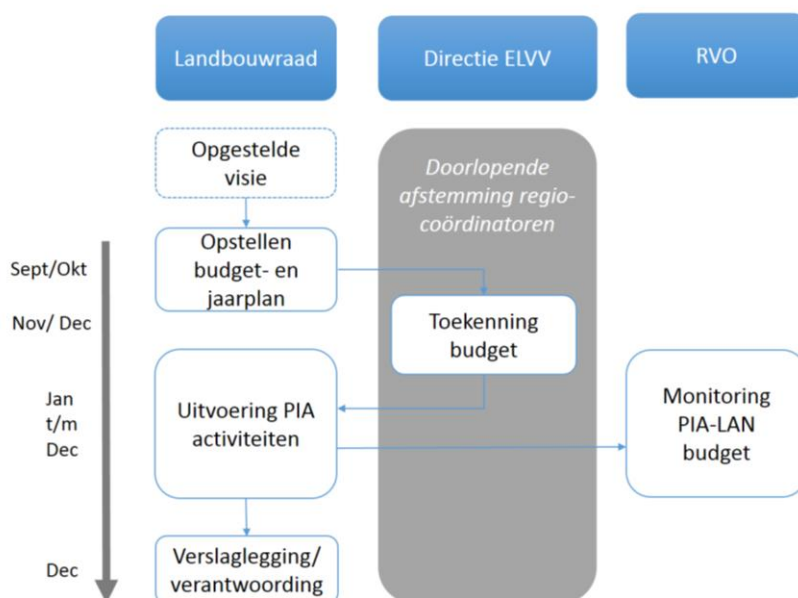 Landbouwraad
Directie ELVV
RVO
Opgestelde
visie
Doorlopende
afstemming regio-
coördinatoren
Sept/Okt
Opstellen
budget- en
jaarplan
Nov/ Dec
Toekenning
budget
Jan
t/m
Dec
Uitvoering PIA
activiteiten
Monitoring
PIA-LAN
budget
Dec
Verslaglegging/
verantwoording